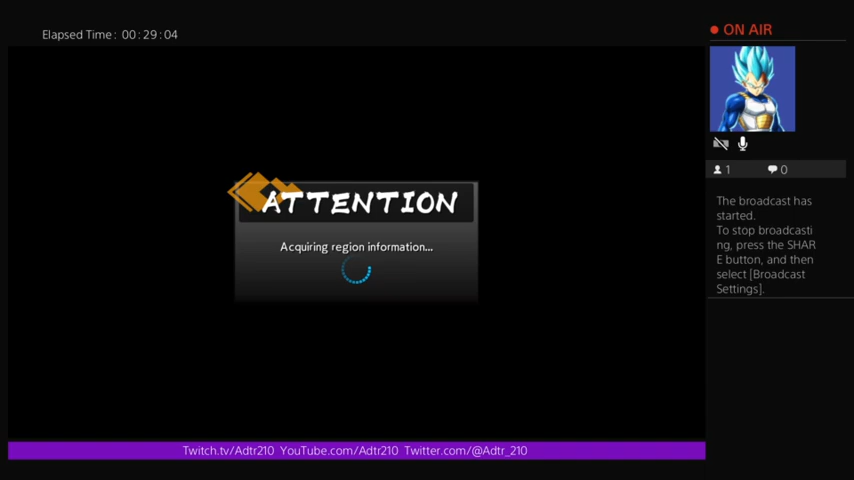 Elapsed Time: 00:29:04
ON AIR
1 0
The broadcast has
started.
To stop broadcasti
ng, press the SHAR
E button, and then
select [Broadcast
Settings].
ATTENTION
Acquiring region information...
Twitch.tv/Adtr210 YouTube.com/Adtr210 Twitter.com/@Adtr_210